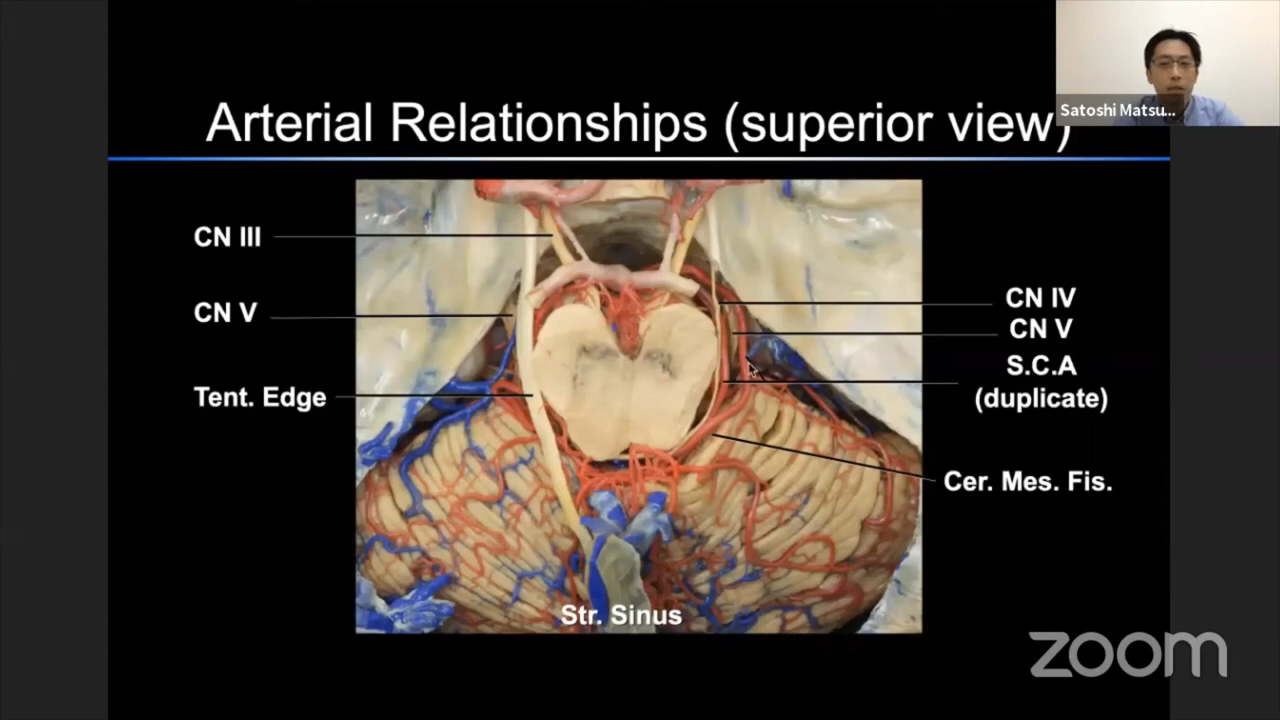 Satoshi Matsu...
Arterial Relationships (superior view)
CN III
CN V
Tent. Edge
CN IV
CN V
S.C.A
(duplicate)
Cer. Mes. Fis.
Str. Sinus
zoom